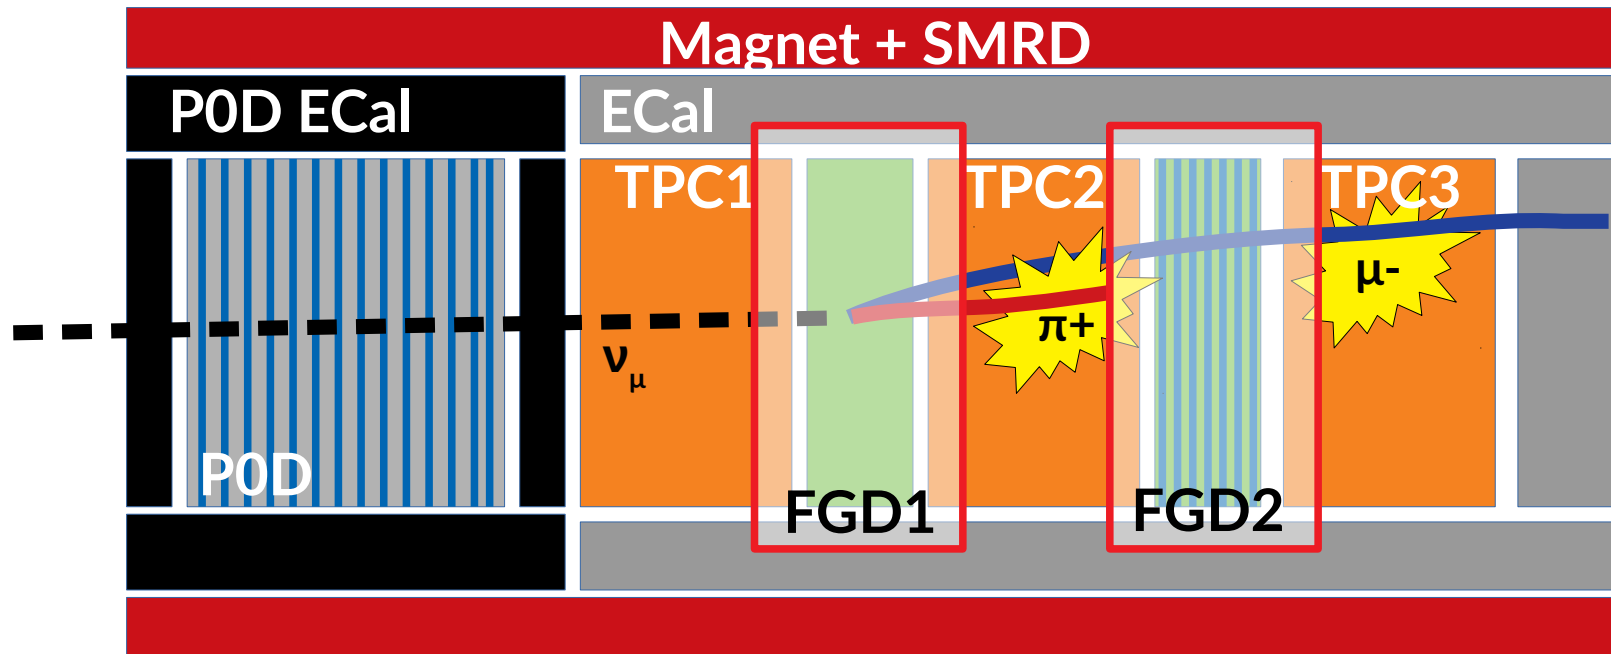 Magnet + SMRD
P0D ECal
ECal
TPC1
TPC2
TPC3
μ-
π+
νμ
P0D
FGD1
FGD2